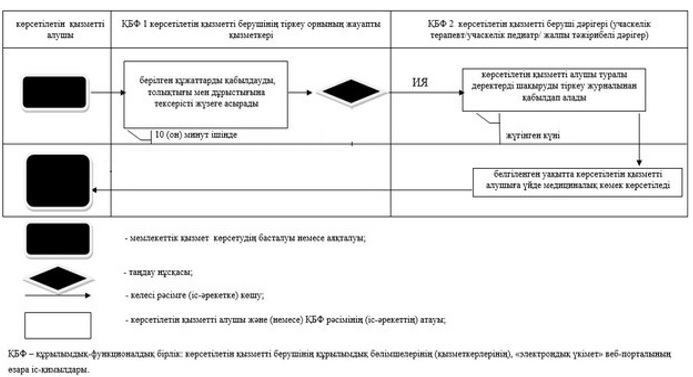 көрсетілетін қызметті
алушы
ҚБФ 1 көрсетілетін қызметті берушінің тіркеу орнының жауапты
қызметкері
ҚБФ 2 көрсетілетін қызметті беруші дәрігері (учаскелік
терапевт/учаскелік педиатр/ жалпы тәжірибелі дәрігер)
берілген құжаттарды қабылдауды,
толықтығы мен дұрыстығына
тексерісті жүзеге асырады
10 (он) минут ішінде
ИЯ
көрсетілетін қызметті алушы туралы
деректерді шақыруды тіркеу журналынан
қабылдап алады
жүгінген күні
белгіленген уақытта көрсетілетін қызметті
алушыға үйде медициналық көмек көрсетіледі
- мемлекеттік қызмет көрсетудің басталуы немесе аяқталуы;
- таңдау нұсқасы;
- келесі рәсімге (іс-әрекетке) көшу;
- көрсетілетін қызметті алушы және (немесе) ҚБФ рәсімінің (іс-әрекеттің) атауы;
ҚБФ – құрылымдық-функционалдық бірлік: көрсетілетін қызметті берушінің құрылымдық бөлімшелерінің (қызметкерлерінің), «электрондық үкімет» веб-порталының
өзара іс-қимылдары.